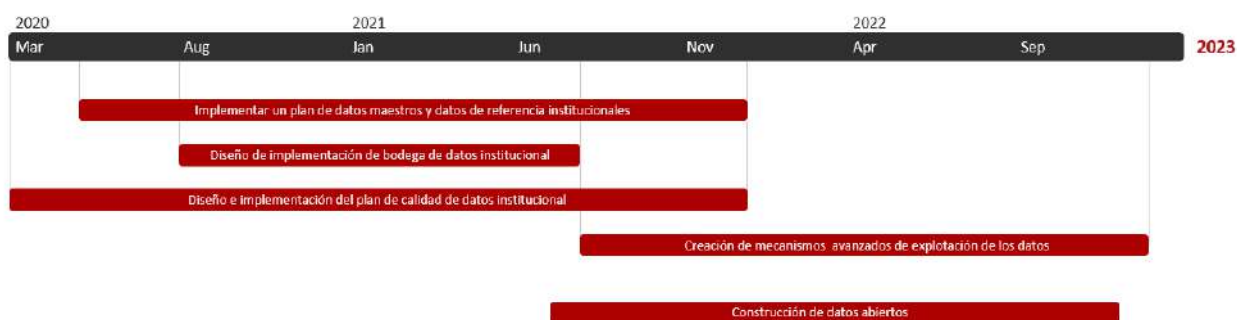 2020 2021 2022
Mar Aug Jan Jun Nov Apr Sep 2023
Implementar un plan de datos maestros y datos de referencia institucionales
Diseño de implementación de bodega de datos institucional
Diseño e implementación del plan de calidad de datos institucional
Creación de mecanismos avanzados de explotación de los datos
Construcción de datos abiertos